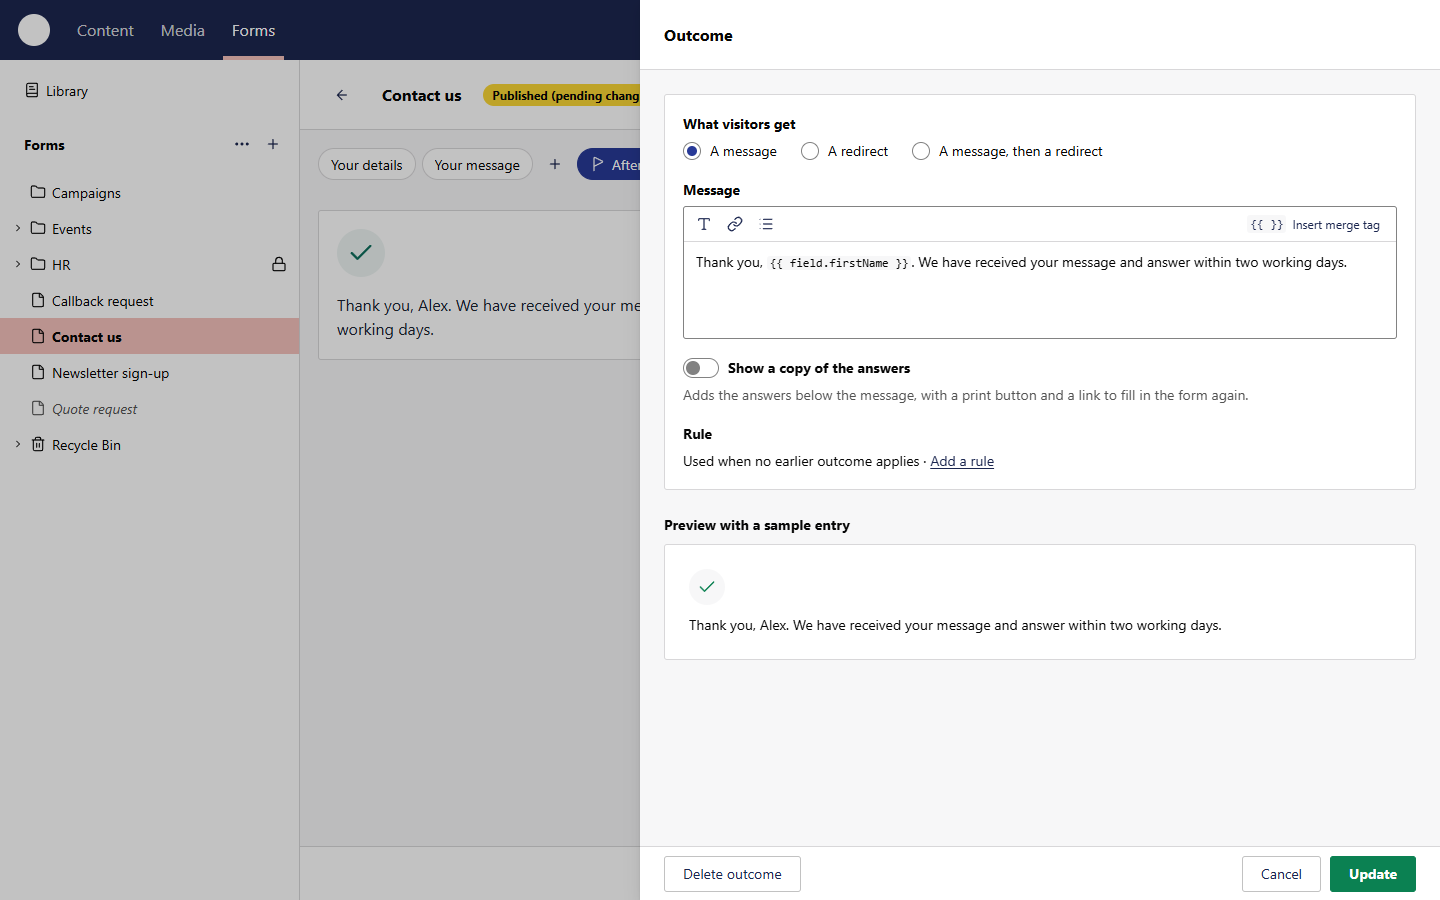 Content Media Forms
Library
Forms
Campaigns
Events
HR
Callback request
Contact us
Newsletter sign-up
Quote request
Recycle Bin
Contact us
Published (pending chang
Your details
Your message
After
Thank you, Alex. We have received your me
working days.
Outcome
What visitors get
A message
A redirect
A message, then a redirect
Message
{{ }} Insert merge tag
Thank you, {{ field.firstName }}. We have received your message and answer within two working days.
Show a copy of the answers
Adds the answers below the message, with a print button and a link to fill in the form again.
Rule
Used when no earlier outcome applies · Add a rule
Preview with a sample entry
Thank you, Alex. We have received your message and answer within two working days.
Delete outcome
Cancel
Update